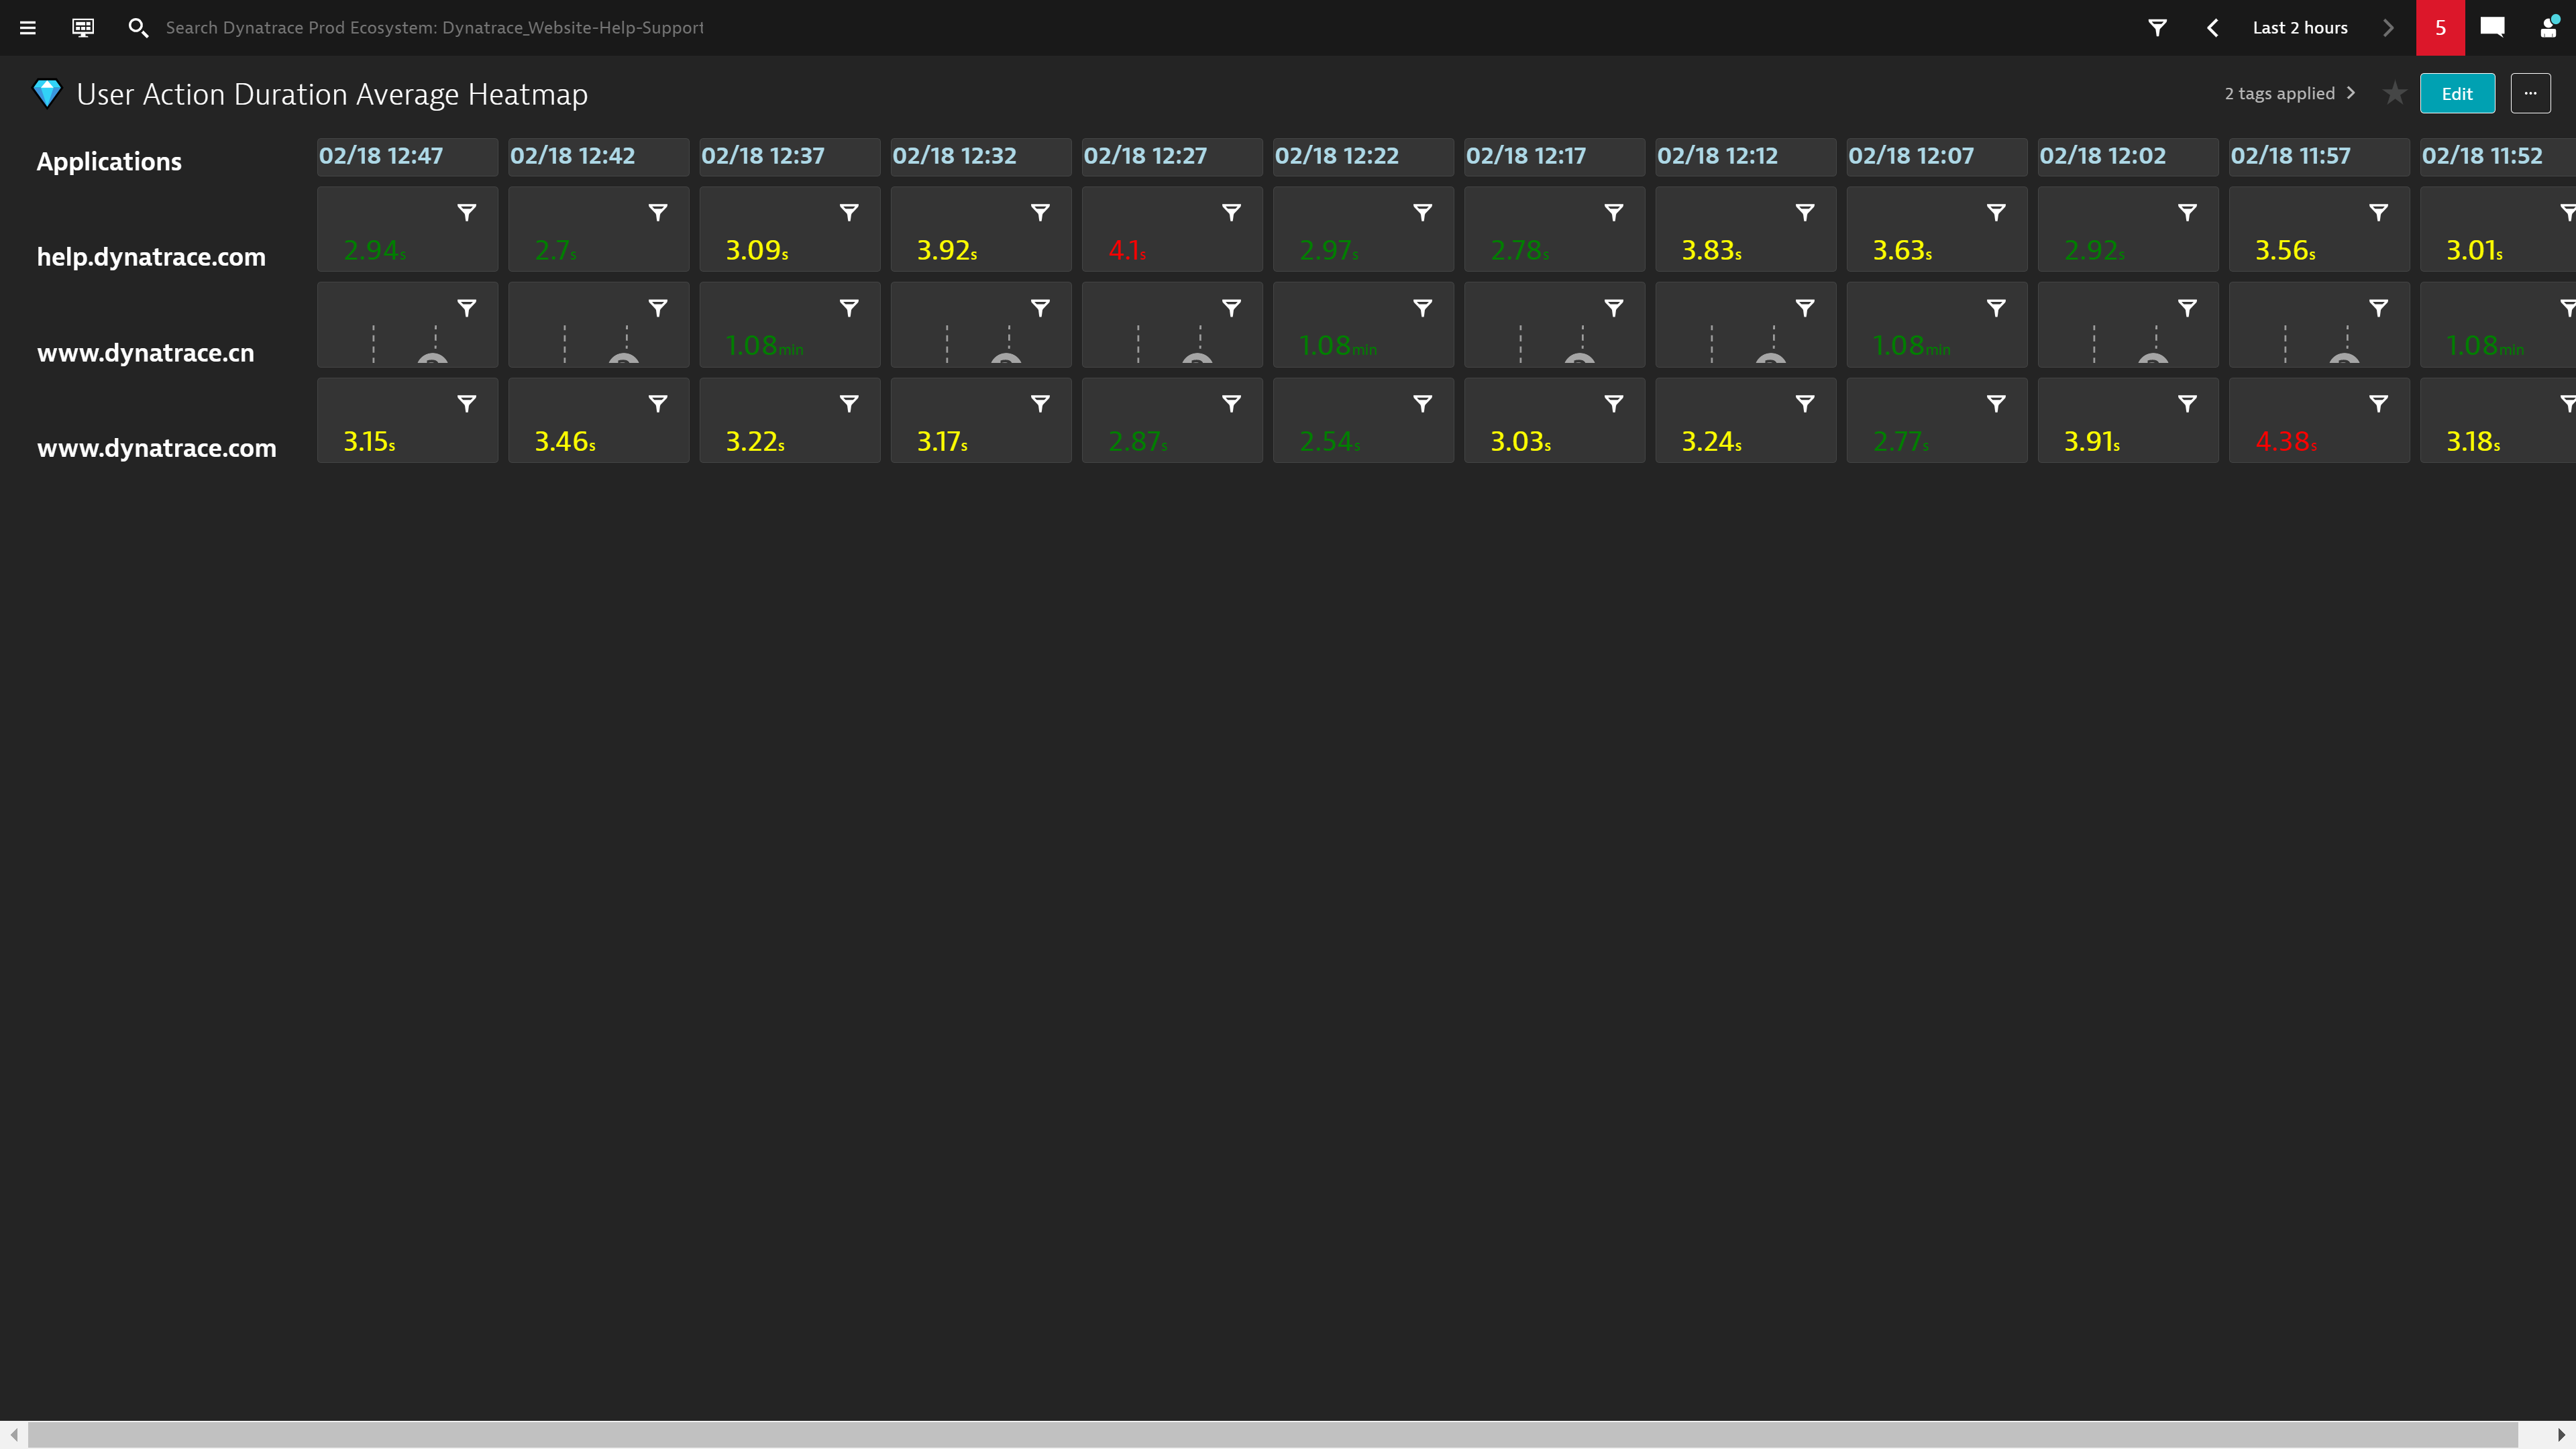 Search Dynatrace Prod Ecosystem: Dynatrace_Website-Help-Support
Last 2 hours
5
User Action Duration Average Heatmap
2 tags applied
Edit
Applications 02/18 12:47 02/18 12:42 02/18 12:37 02/18 12:32 02/18 12:27 02/18 12:22 02/18 12:17 02/18 12:12 02/18 12:07 02/18 12:02 02/18 11:57 02/18 11:52
help.dynatrace.com 2.94s 2.7s 3.09s 3.92s 4.1s 2.97s 2.78s 3.83s 3.63s 2.92s 3.56s 3.01s
www.dynatrace.cn 1.08min 1.08min 1.08min 1.08min
www.dynatrace.com 3.15s 3.46s 3.22s 3.17s 2.87s 2.54s 3.03s 3.24s 2.77s 3.91s 4.38s 3.18s